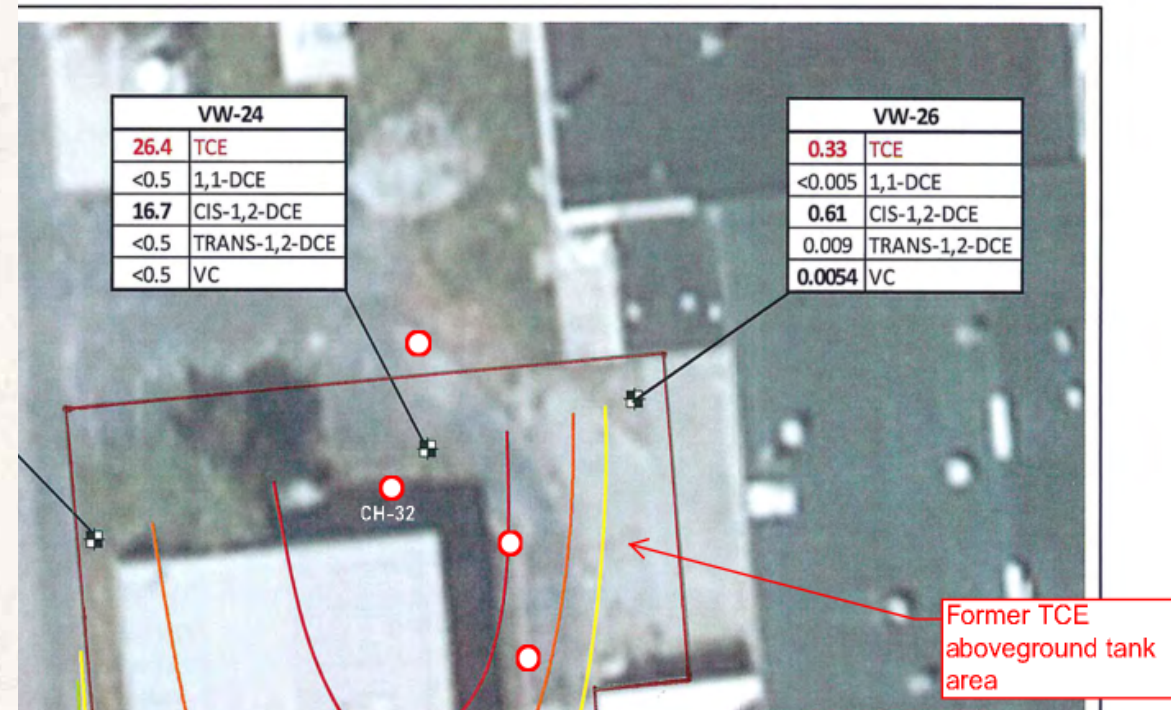 VW-24
26.4 TCE
<0.5 1,1-DCE
16.7 CIS-1,2-DCE
<0.5 TRANS-1,2-DCE
<0.5 VC
VW-26
0.33 TCE
<0.005 1,1-DCE
0.61 CIS-1,2-DCE
0.009 TRANS-1,2-DCE
0.0054 VC
CH-32
Former TCE
aboveground tank
area